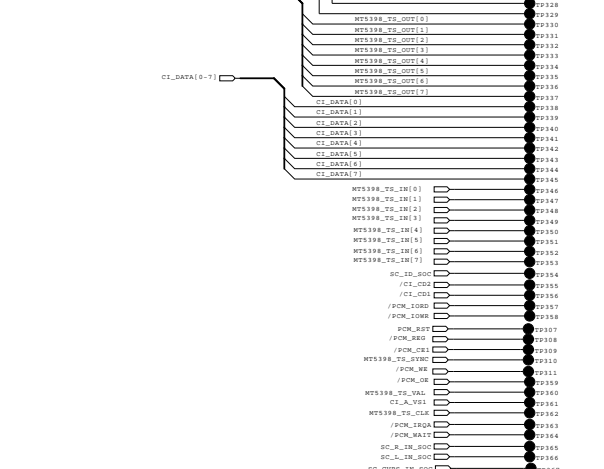 TP328
TP329
MT5398_TS_OUT[0] TP330
MT5398_TS_OUT[1] TP331
MT5398_TS_OUT[2] TP332
MT5398_TS_OUT[3] TP333
MT5398_TS_OUT[4] TP334
MT5398_TS_OUT[5] TP335
MT5398_TS_OUT[6] TP336
MT5398_TS_OUT[7] TP337
CI_DATA[0-7]
CI_DATA[0] TP338
CI_DATA[1] TP339
CI_DATA[2] TP340
CI_DATA[3] TP341
CI_DATA[4] TP342
CI_DATA[5] TP343
CI_DATA[6] TP344
CI_DATA[7] TP345
MT5398_TS_IN[0] TP346
MT5398_TS_IN[1] TP347
MT5398_TS_IN[2] TP348
MT5398_TS_IN[3] TP349
MT5398_TS_IN[4] TP350
MT5398_TS_IN[5] TP351
MT5398_TS_IN[6] TP352
MT5398_TS_IN[7] TP353
SC_ID_SOC TP354
/CI_CD2 TP355
/CI_CD1 TP356
/PCM_IORD TP357
/PCM_IOWR TP358
PCM_RST TP307
/PCM_REG TP308
/PCM_CE1 TP309
MT5398_TS_SYNC TP310
/PCM_WE TP311
/PCM_OE TP359
MT5398_TS_VAL TP360
CI_A_VS1 TP361
MT5398_TS_CLK TP362
/PCM_IRQA TP363
/PCM_WAIT TP364
SC_R_IN_SOC TP365
SC_L_IN_SOC TP366